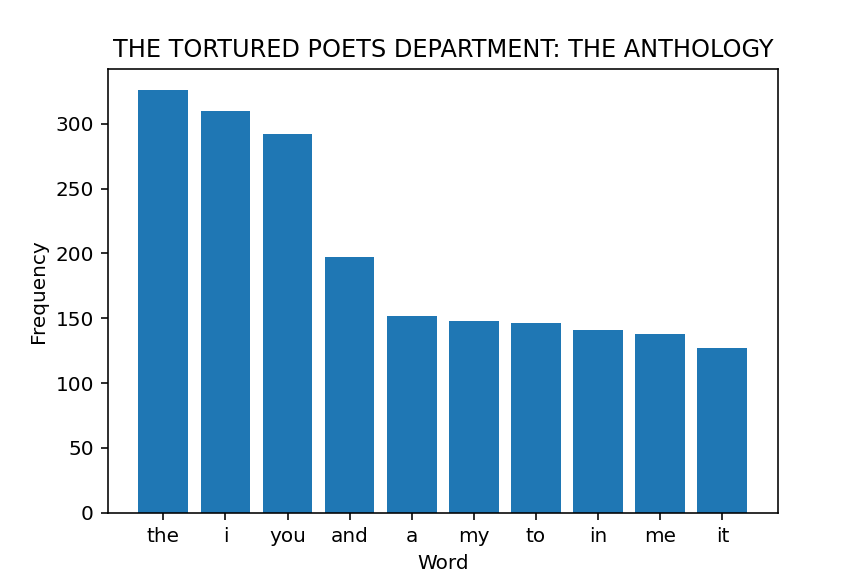 THE TORTURED POETS DEPARTMENT: THE ANTHOLOGY
Frequency
300
250
200
150
100
50
0
the i you and a my to in me it
Word